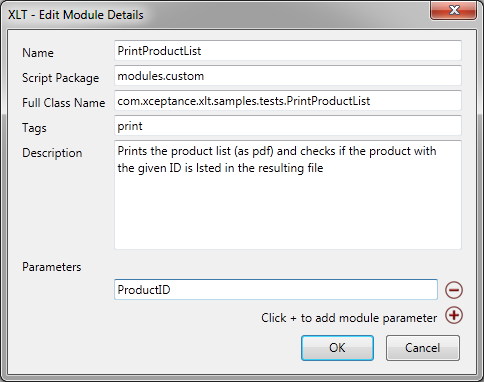 XLT - Edit Module Details
Name
PrintProductList
Script Package
modules.custom
Full Class Name
com.xceptance.xlt.samples.tests.PrintProductList
Tags
print
Description
Prints the product list (as pdf) and checks if the product with
the given ID is lsted in the resulting file
Parameters
ProductID
Click + to add module parameter
OK
Cancel